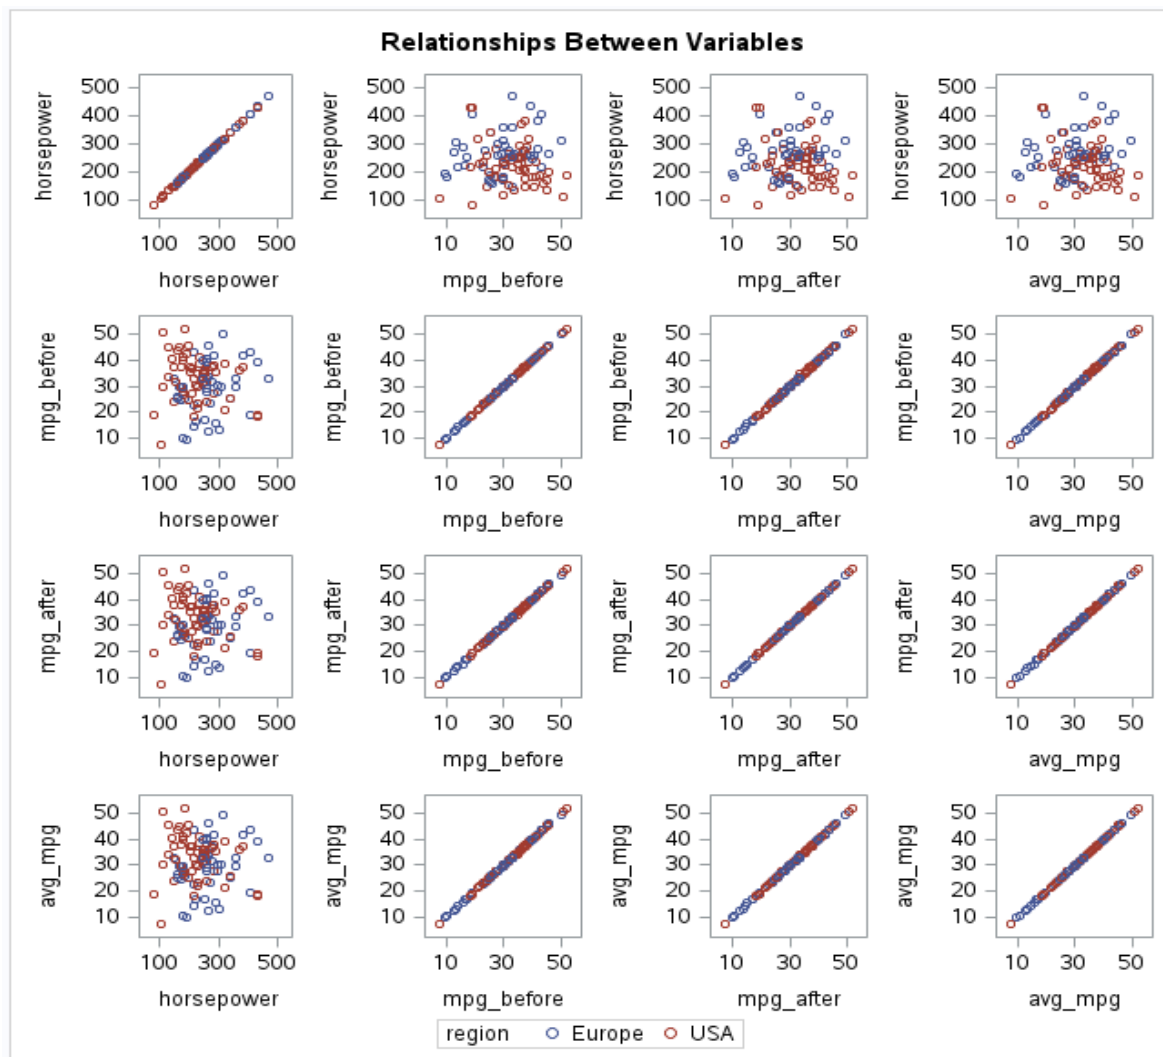 Relationships Between Variables
horsepower 500 400 300 200 100 horsepower 500 400 300 200 100 horsepower 500 400 300 200 100 horsepower 500 400 300 200 100
100 300 500 10 30 50 10 30 50 10 30 50
horsepower mpg_before mpg_after avg_mpg
mpg_before 50 40 30 20 10 mpg_before 50 40 30 20 10 mpg_before 50 40 30 20 10 mpg_before 50 40 30 20 10
100 300 500 10 30 50 10 30 50 10 30 50
horsepower mpg_before mpg_after avg_mpg
mpg_after 50 40 30 20 10 mpg_after 50 40 30 20 10 mpg_after 50 40 30 20 10 mpg_after 50 40 30 20 10
100 300 500 10 30 50 10 30 50 10 30 50
horsepower mpg_before mpg_after avg_mpg
avg_mpg 50 40 30 20 10 avg_mpg 50 40 30 20 10 avg_mpg 50 40 30 20 10 avg_mpg 50 40 30 20 10
100 300 500 10 30 50 10 30 50 10 30 50
horsepower mpg_before mpg_after avg_mpg
region Europe USA